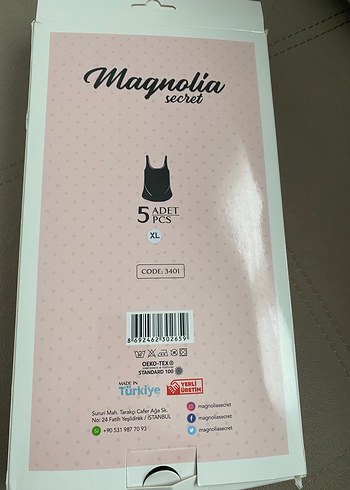 Magnolia
secret
5 ADET
PCS
XL
CODE: 3401
8 692462 302659
OEKO-TEX®
STANDARD 100
MADE IN
Türkiye
YERLİ
ÜRETİM
Sururi Mah. Tarakçı Cafer Ağa Sk.
No: 24 Fatih Yeşildirek / İSTANBUL
+90 531 987 70 93
magnoliasecret
magnoliasecret
magnoliasecret